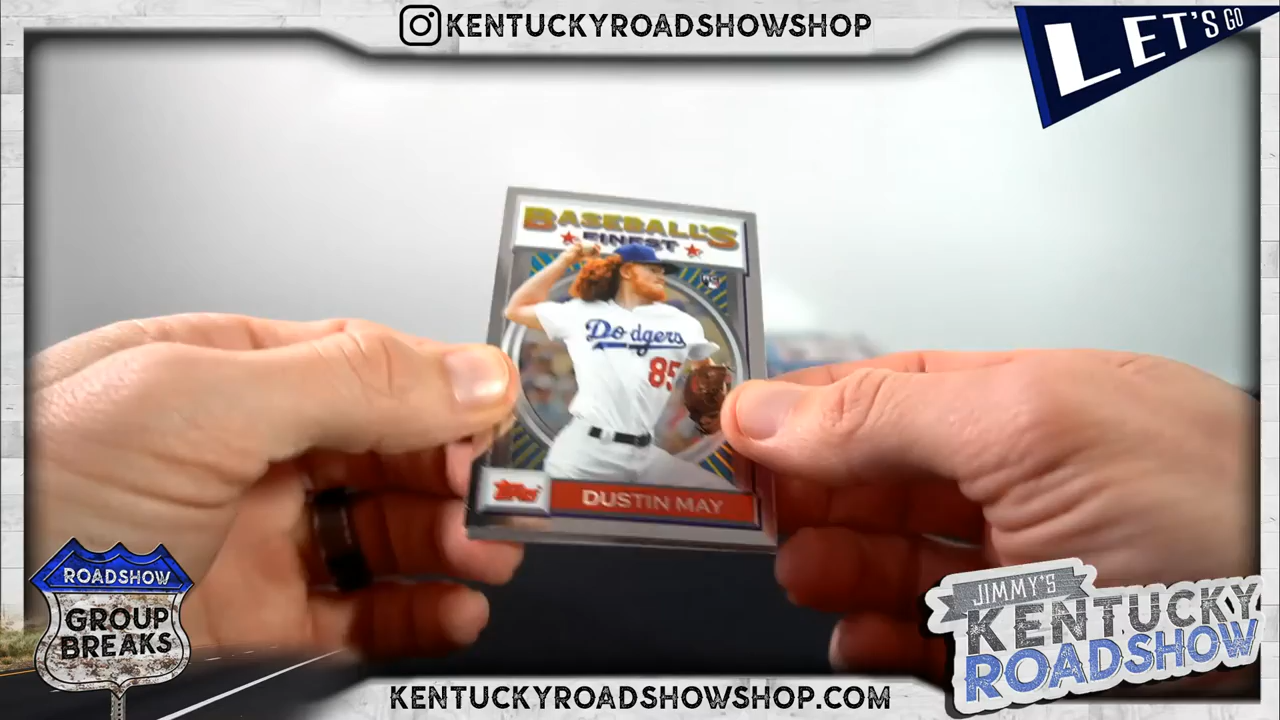 KENTUCKYROADSHOWSHOP
LET'S GO
BASEBALL'S
FINEST
RC
Dodgers
85
Topps
DUSTIN MAY
ROADSHOW
GROUP
BREAKS
JIMMY'S
KENTUCKY
ROADSHOW
KENTUCKYROADSHOWSHOP.COM